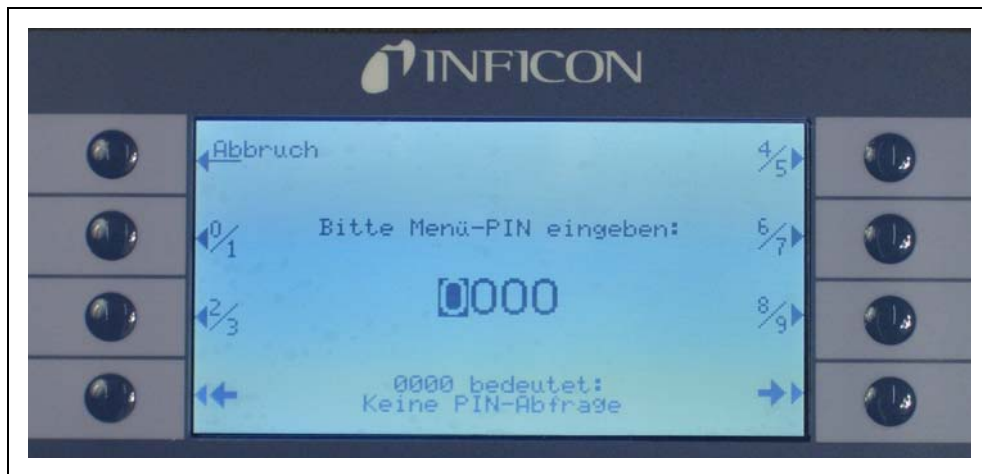 INFICON
Abbruch
4/5
0/1
Bitte Menü-PIN eingeben:
6/7
0000
2/3
8/9
0000 bedeutet:
Keine PIN-Abfrage